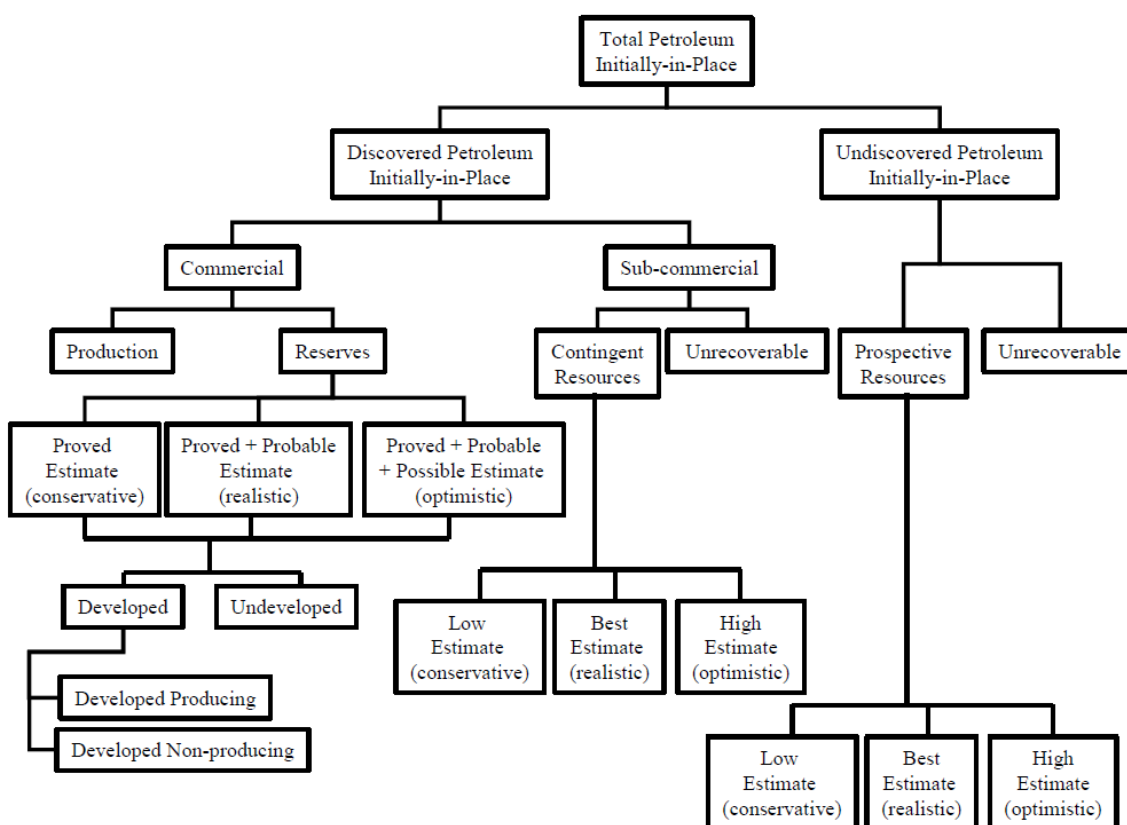 Total Petroleum
Initially-in-Place
Discovered Petroleum
Initially-in-Place
Undiscovered Petroleum
Initially-in-Place
Commercial
Sub-commercial
Production
Reserves
Contingent
Resources
Unrecoverable
Prospective
Resources
Unrecoverable
Proved
Estimate
(conservative)
Proved + Probable
Estimate
(realistic)
Proved + Probable
+ Possible Estimate
(optimistic)
Developed
Undeveloped
Low
Estimate
(conservative)
Best
Estimate
(realistic)
High
Estimate
(optimistic)
Developed Producing
Developed Non-producing
Low
Estimate
(conservative)
Best
Estimate
(realistic)
High
Estimate
(optimistic)